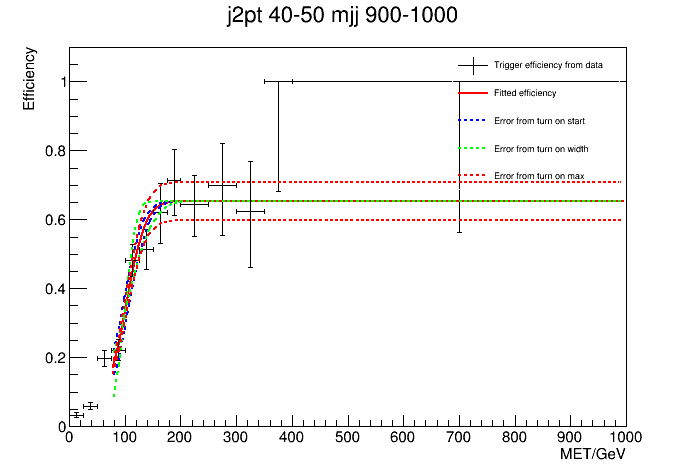 j2pt 40-50 mjj 900-1000
Efficiency
1
0.8
0.6
0.4
0.2
0
Trigger efficiency from data
Fitted efficiency
Error from turn on start
Error from turn on width
Error from turn on max
0 100 200 300 400 500 600 700 800 900 1000
MET/GeV